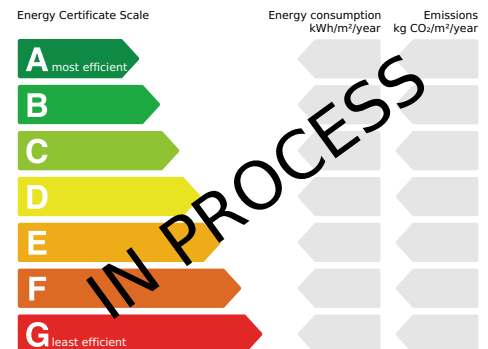 Energy Certificate Scale
Energy consumption
kWh/m²/year
Emissions
kg CO₂/m²/year
A most efficient
B
C
D
E
F
G least efficient
IN PROCESS